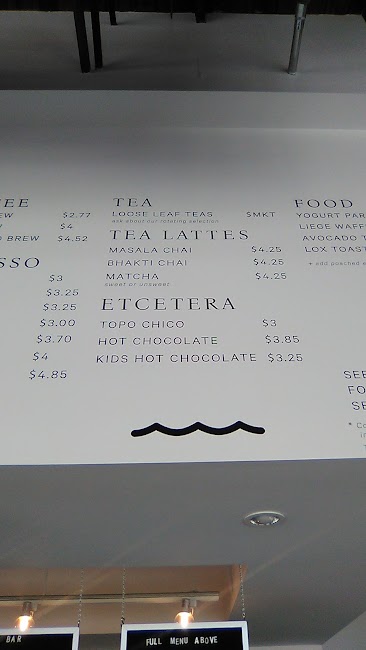 EE
EW $2.77
W $4
D BREW $4.52
SSO
$3
$3.25
$3.25
$3.00
$3.70
$4
$4.85
TEA
LOOSE LEAF TEAS $MKT
ask about our rotating selection
TEA LATTES
MASALA CHAI $4.25
BHAKTI CHAI $4.25
MATCHA $4.25
sweet or unsweet
ETCETERA
TOPO CHICO $3
HOT CHOCOLATE $3.85
KIDS HOT CHOCOLATE $3.25
FOOD
YOGURT PAR
LIEGE WAFF
AVOCADO T
LOX TOAST
+ add poached e
SEE
FO
SE
* Co
BAR
FULL MENU ABOVE